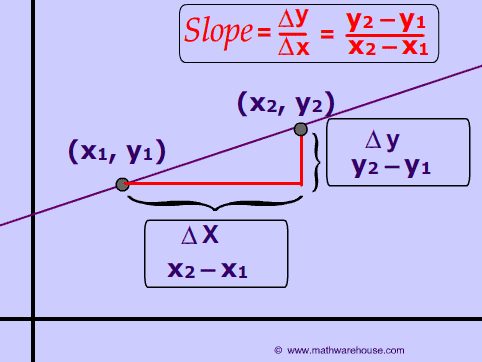 Slope = Δy/Δx = y₂ – y₁/x₂ – x₁
(x₂, y₂)
(x₁, y₁)
Δ y
y₂ – y₁
Δ X
x₂ – x₁
© www.mathwarehouse.com